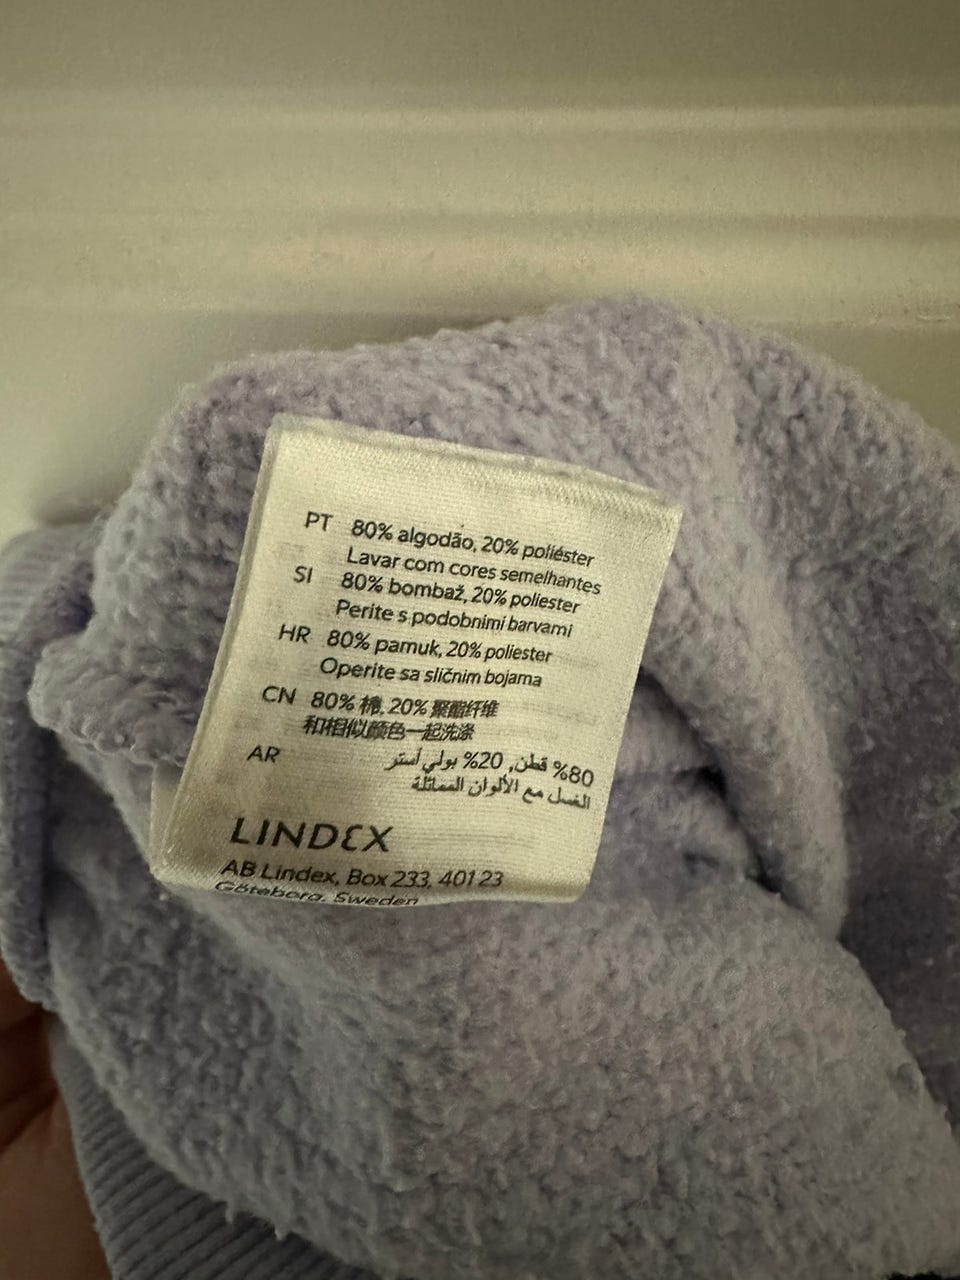 PT 80% algodão, 20% poliéster
Lavar com cores semelhantes
SI 80% bombaž, 20% poliester
Perite s podobnimi barvami
HR 80% pamuk, 20% poliester
Operite sa sličnim bojama
CN 80% 棉, 20% 聚酯纤维
和相似颜色一起洗涤
AR 80% قطن, 20% بولي أستر
الغسل مع الألوان المماثلة
LINDEX
AB Lindex, Box 233, 401 23
Göteborg, Sweden